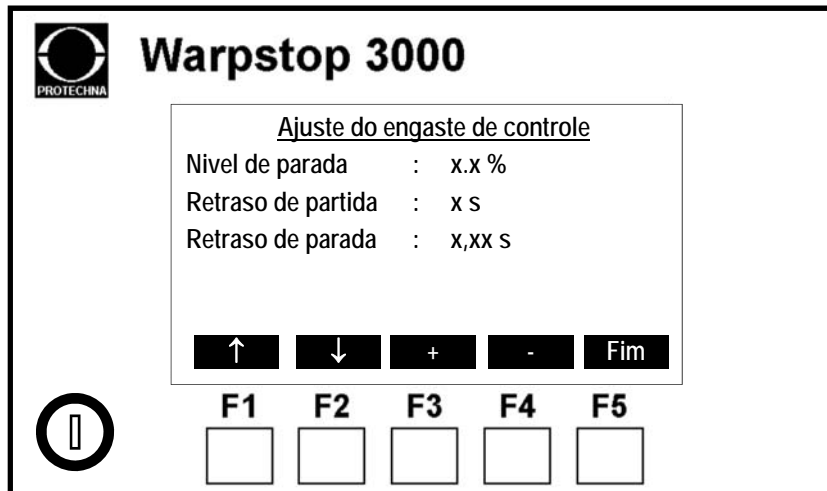 PROTECHNA
Warpstop 3000
Ajuste do engaste de controle
Nivel de parada : x.x %
Retraso de partida : x s
Retraso de parada : x,xx s
↑ ↓ + - Fim
F1 F2 F3 F4 F5